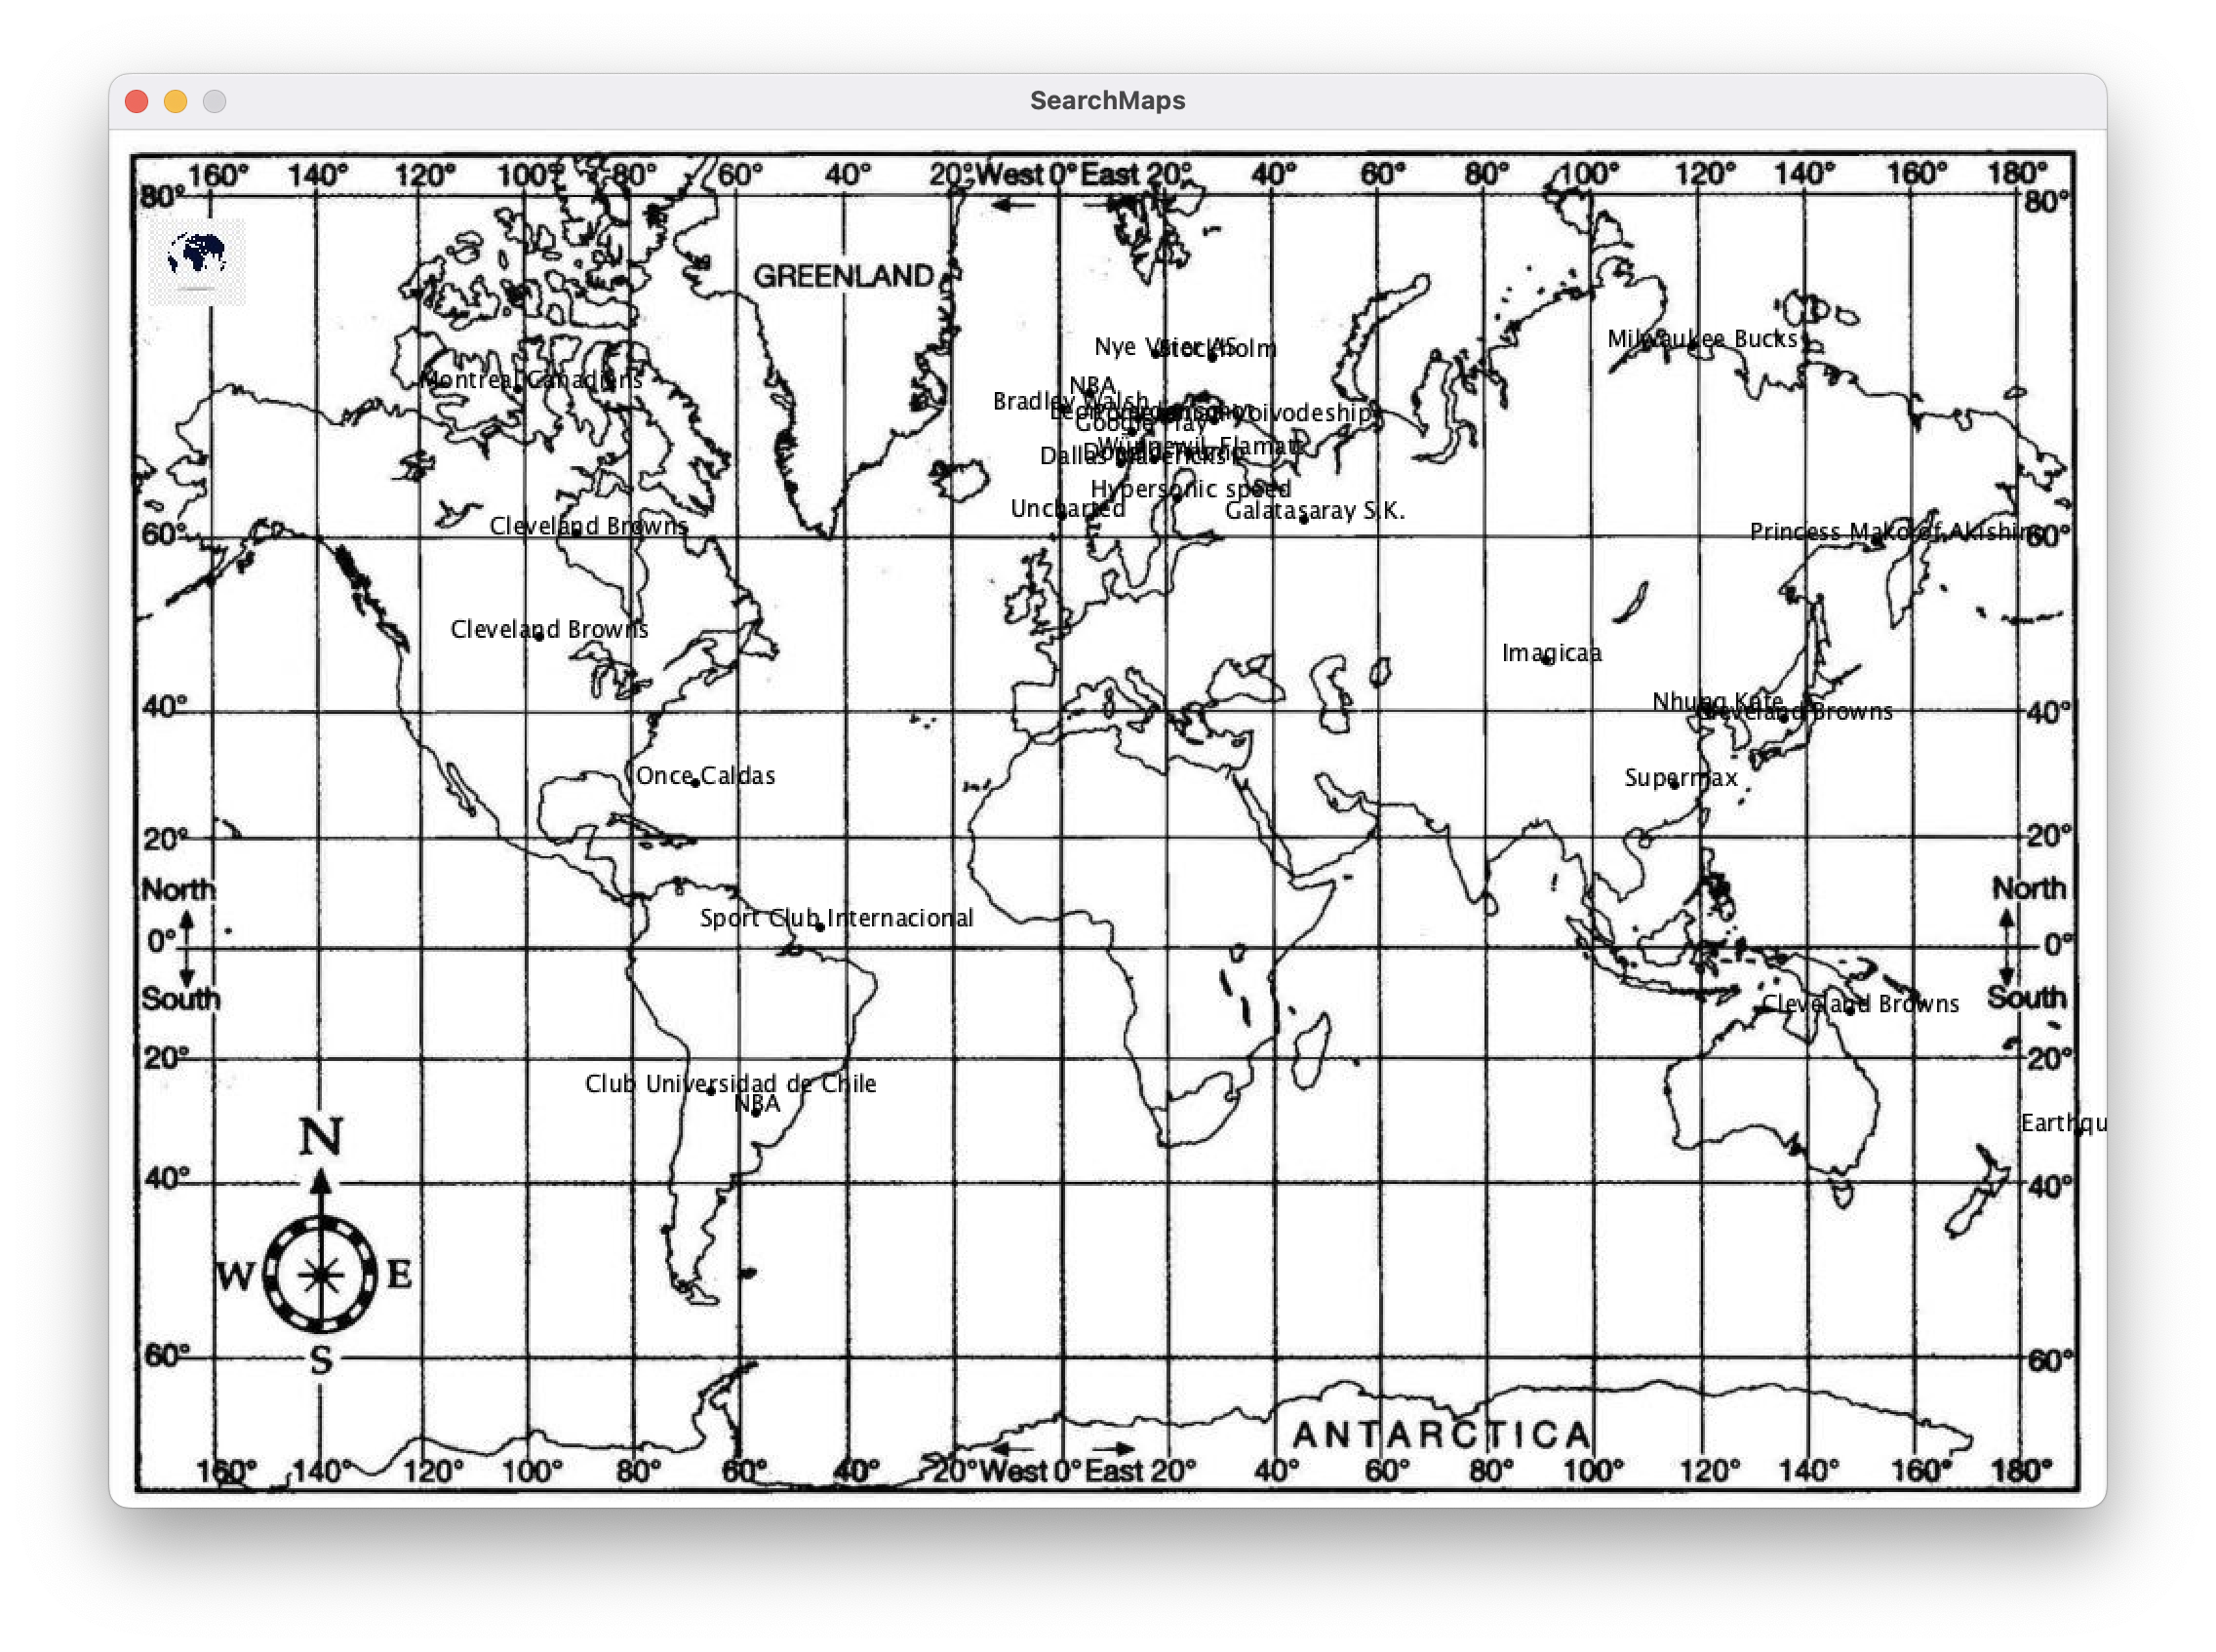 SearchMaps
160° 140° 120° 100° 80° 60° 40° 20° West 0° East 20° 40° 60° 80° 100° 120° 140° 160° 180°
80° 80°
GREENLAND
Milwaukee Bucks
Nye Veier AS Stockholm
Montreal Canadiens
NBA
Bradley Walsh
Voivodeship
Google Play
Wünnewil-Flamatt
Dallas Mavericks
Hypersonic speed
Uncharted Galatasaray S.K.
Cleveland Browns
60° Princess Mako of Akishino 60°
Cleveland Browns
Imagicaa
Nhung Kate
40° Cleveland Browns 40°
Once Caldas Supermax
20° 20°
North North
Sport Club Internacional
0° 0°
South South
Cleveland Browns
20° 20°
Club Universidad de Chile
NBA
Earthqu
N
40° 40°
W E
S
60° 60°
ANTARCTICA
160° 140° 120° 100° 80° 60° 40° 20° West 0° East 20° 40° 60° 80° 100° 120° 140° 160° 180°